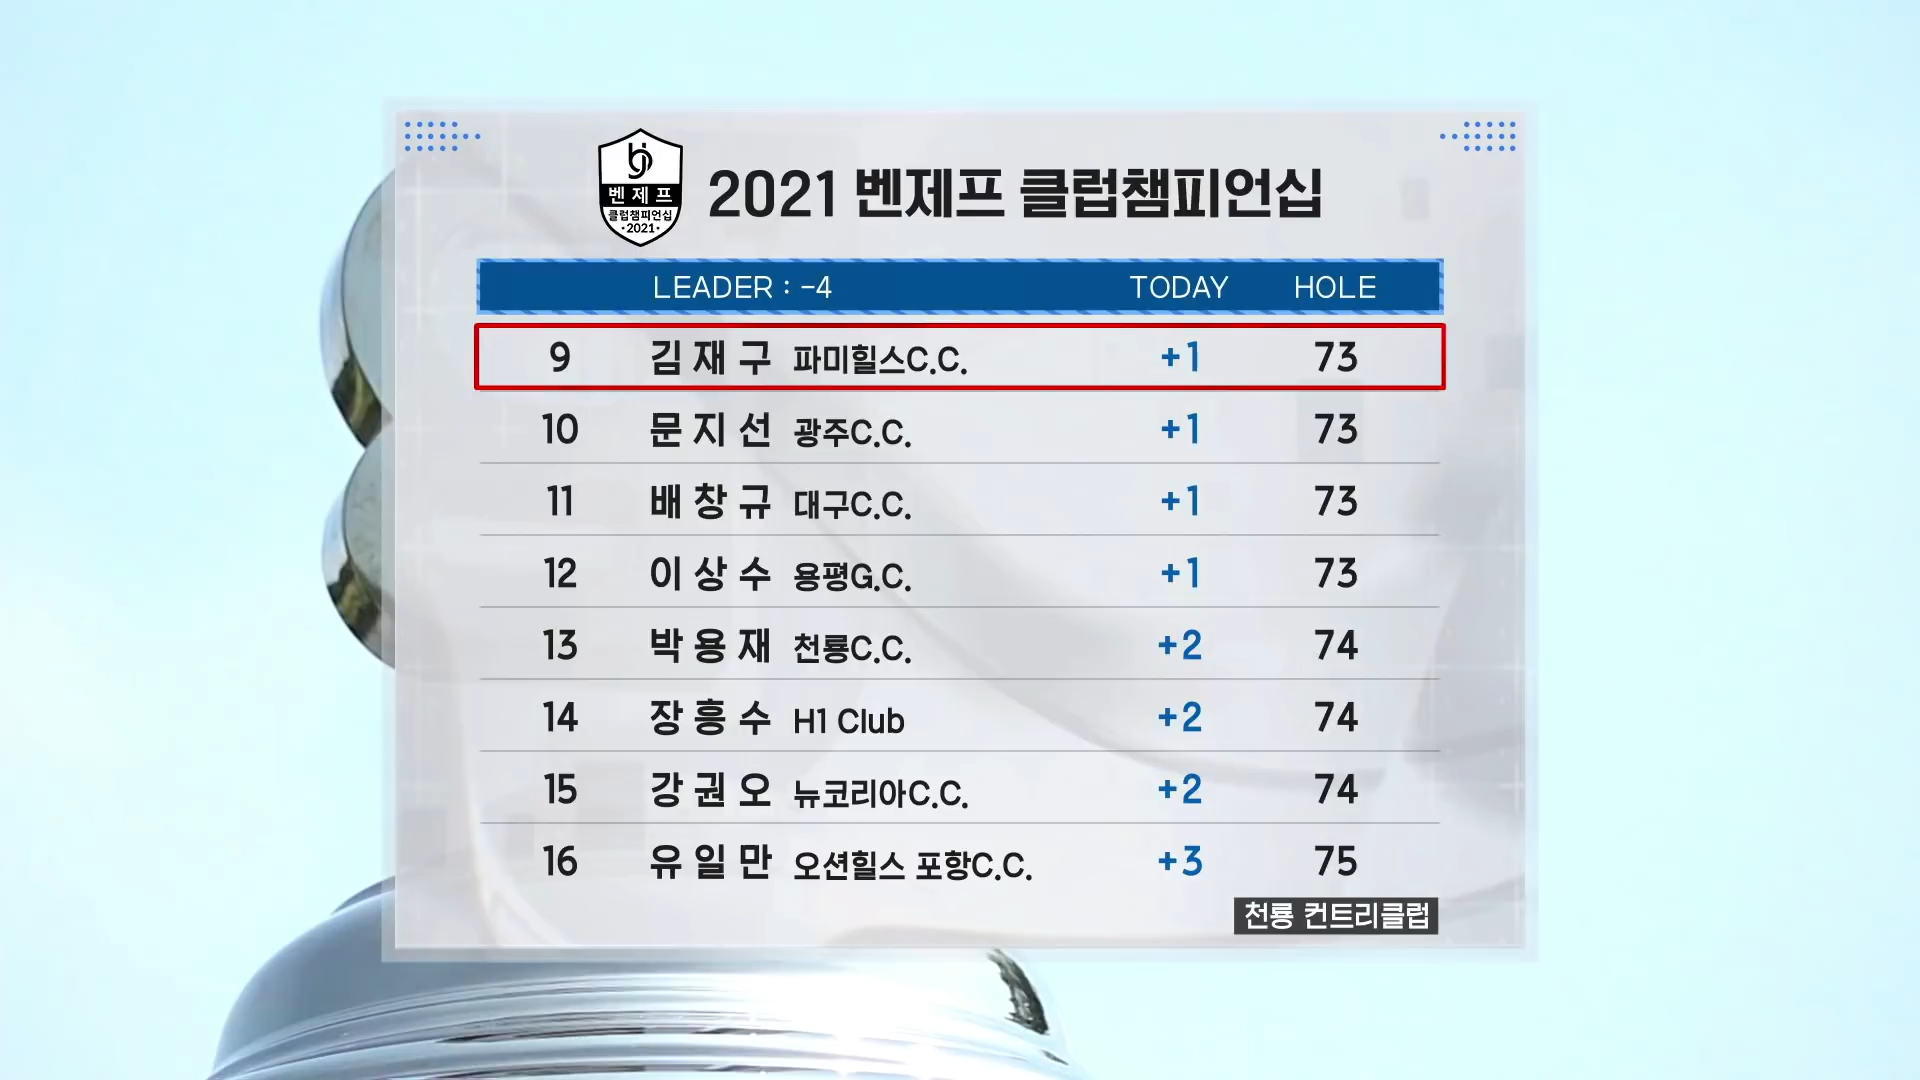 벤제프
클럽챔피언십
·2021·
2021 벤제프 클럽챔피언십
LEADER : -4 TODAY HOLE
9 김재구 파미힐스C.C. +1 73
10 문지선 광주C.C. +1 73
11 배창규 대구C.C. +1 73
12 이상수 용평G.C. +1 73
13 박용재 천룡C.C. +2 74
14 장흥수 H1 Club +2 74
15 강권오 뉴코리아C.C. +2 74
16 유일만 오션힐스 포항C.C. +3 75
천룡 컨트리클럽